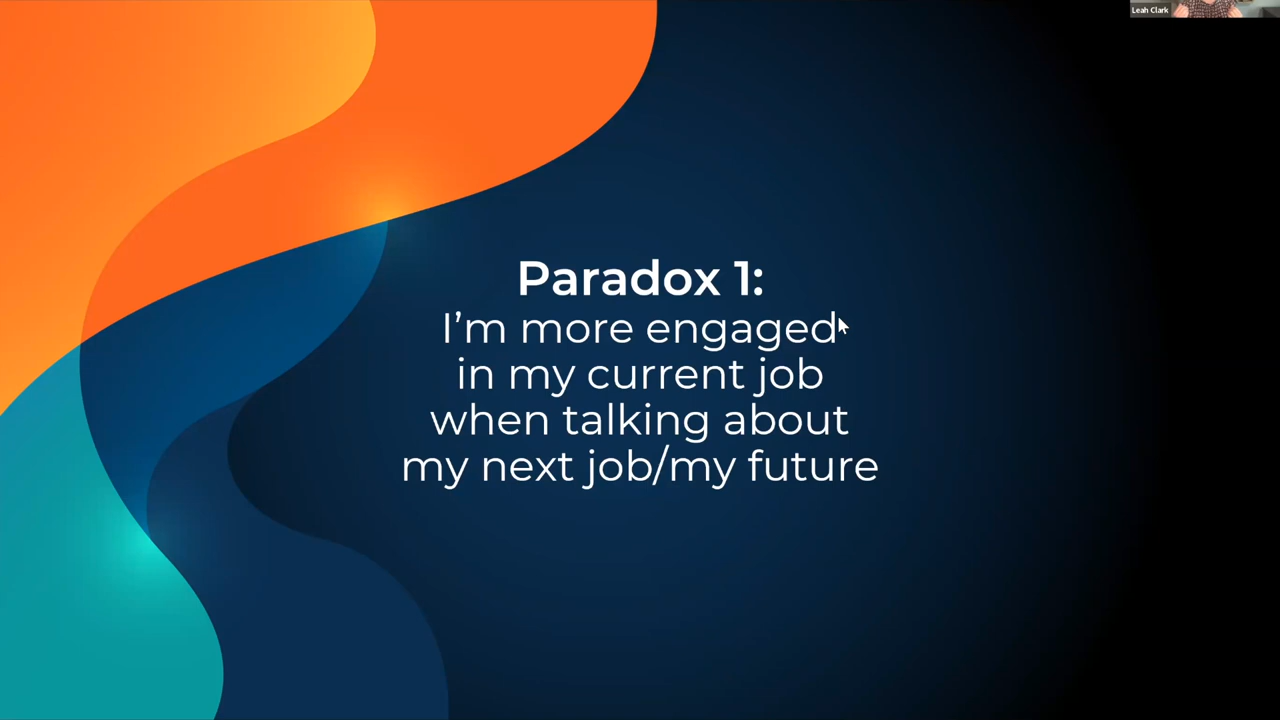 Leah Clark
Paradox 1:
I’m more engaged
in my current job
when talking about
my next job/my future